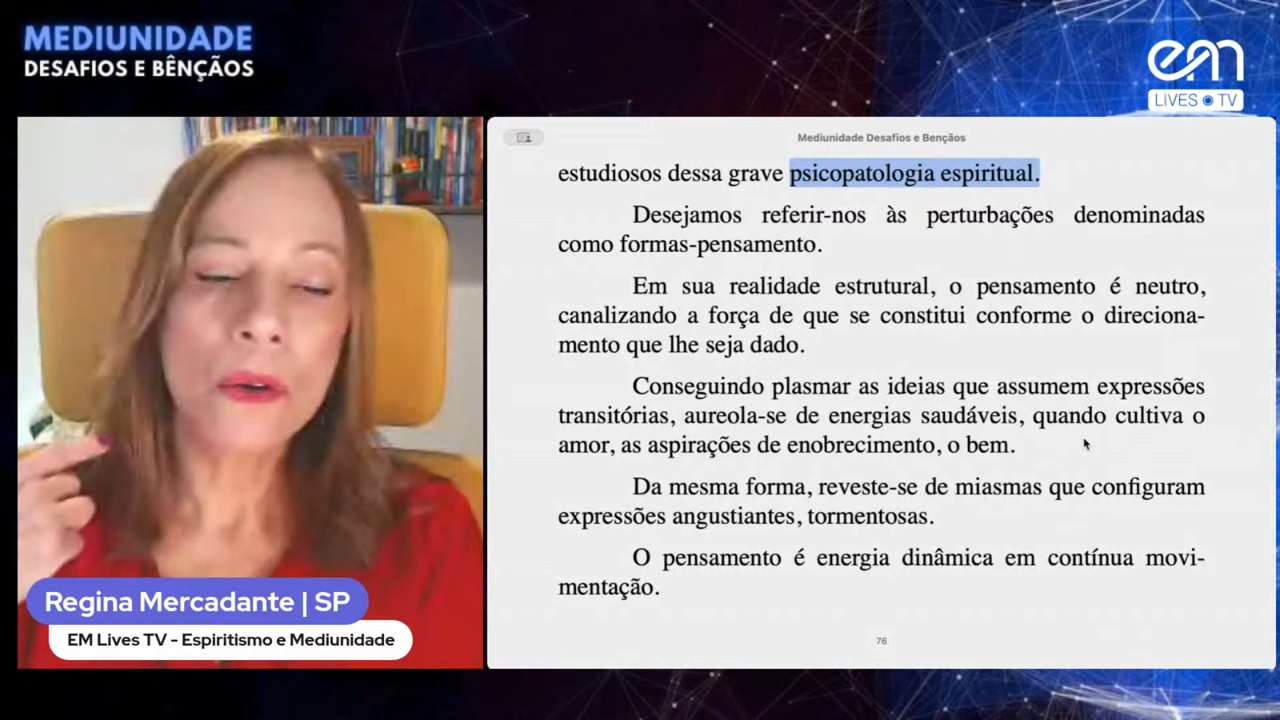 MEDIUNIDADE
DESAFIOS E BÊNÇÃOS
em
LIVES TV
Mediunidade Desafios e Bençãos
estudiosos dessa grave psicopatologia espiritual.
Desejamos referir-nos às perturbações denominadas
como formas-pensamento.
Em sua realidade estrutural, o pensamento é neutro,
canalizando a força de que se constitui conforme o direciona-
mento que lhe seja dado.
Conseguindo plasmar as ideias que assumem expressões
transitórias, aureola-se de energias saudáveis, quando cultiva o
amor, as aspirações de enobrecimento, o bem.
Da mesma forma, reveste-se de miasmas que configuram
expressões angustiantes, tormentosas.
O pensamento é energia dinâmica em contínua movi-
mentação.
76
Regina Mercadante | SP
EM Lives TV - Espiritismo e Mediunidade